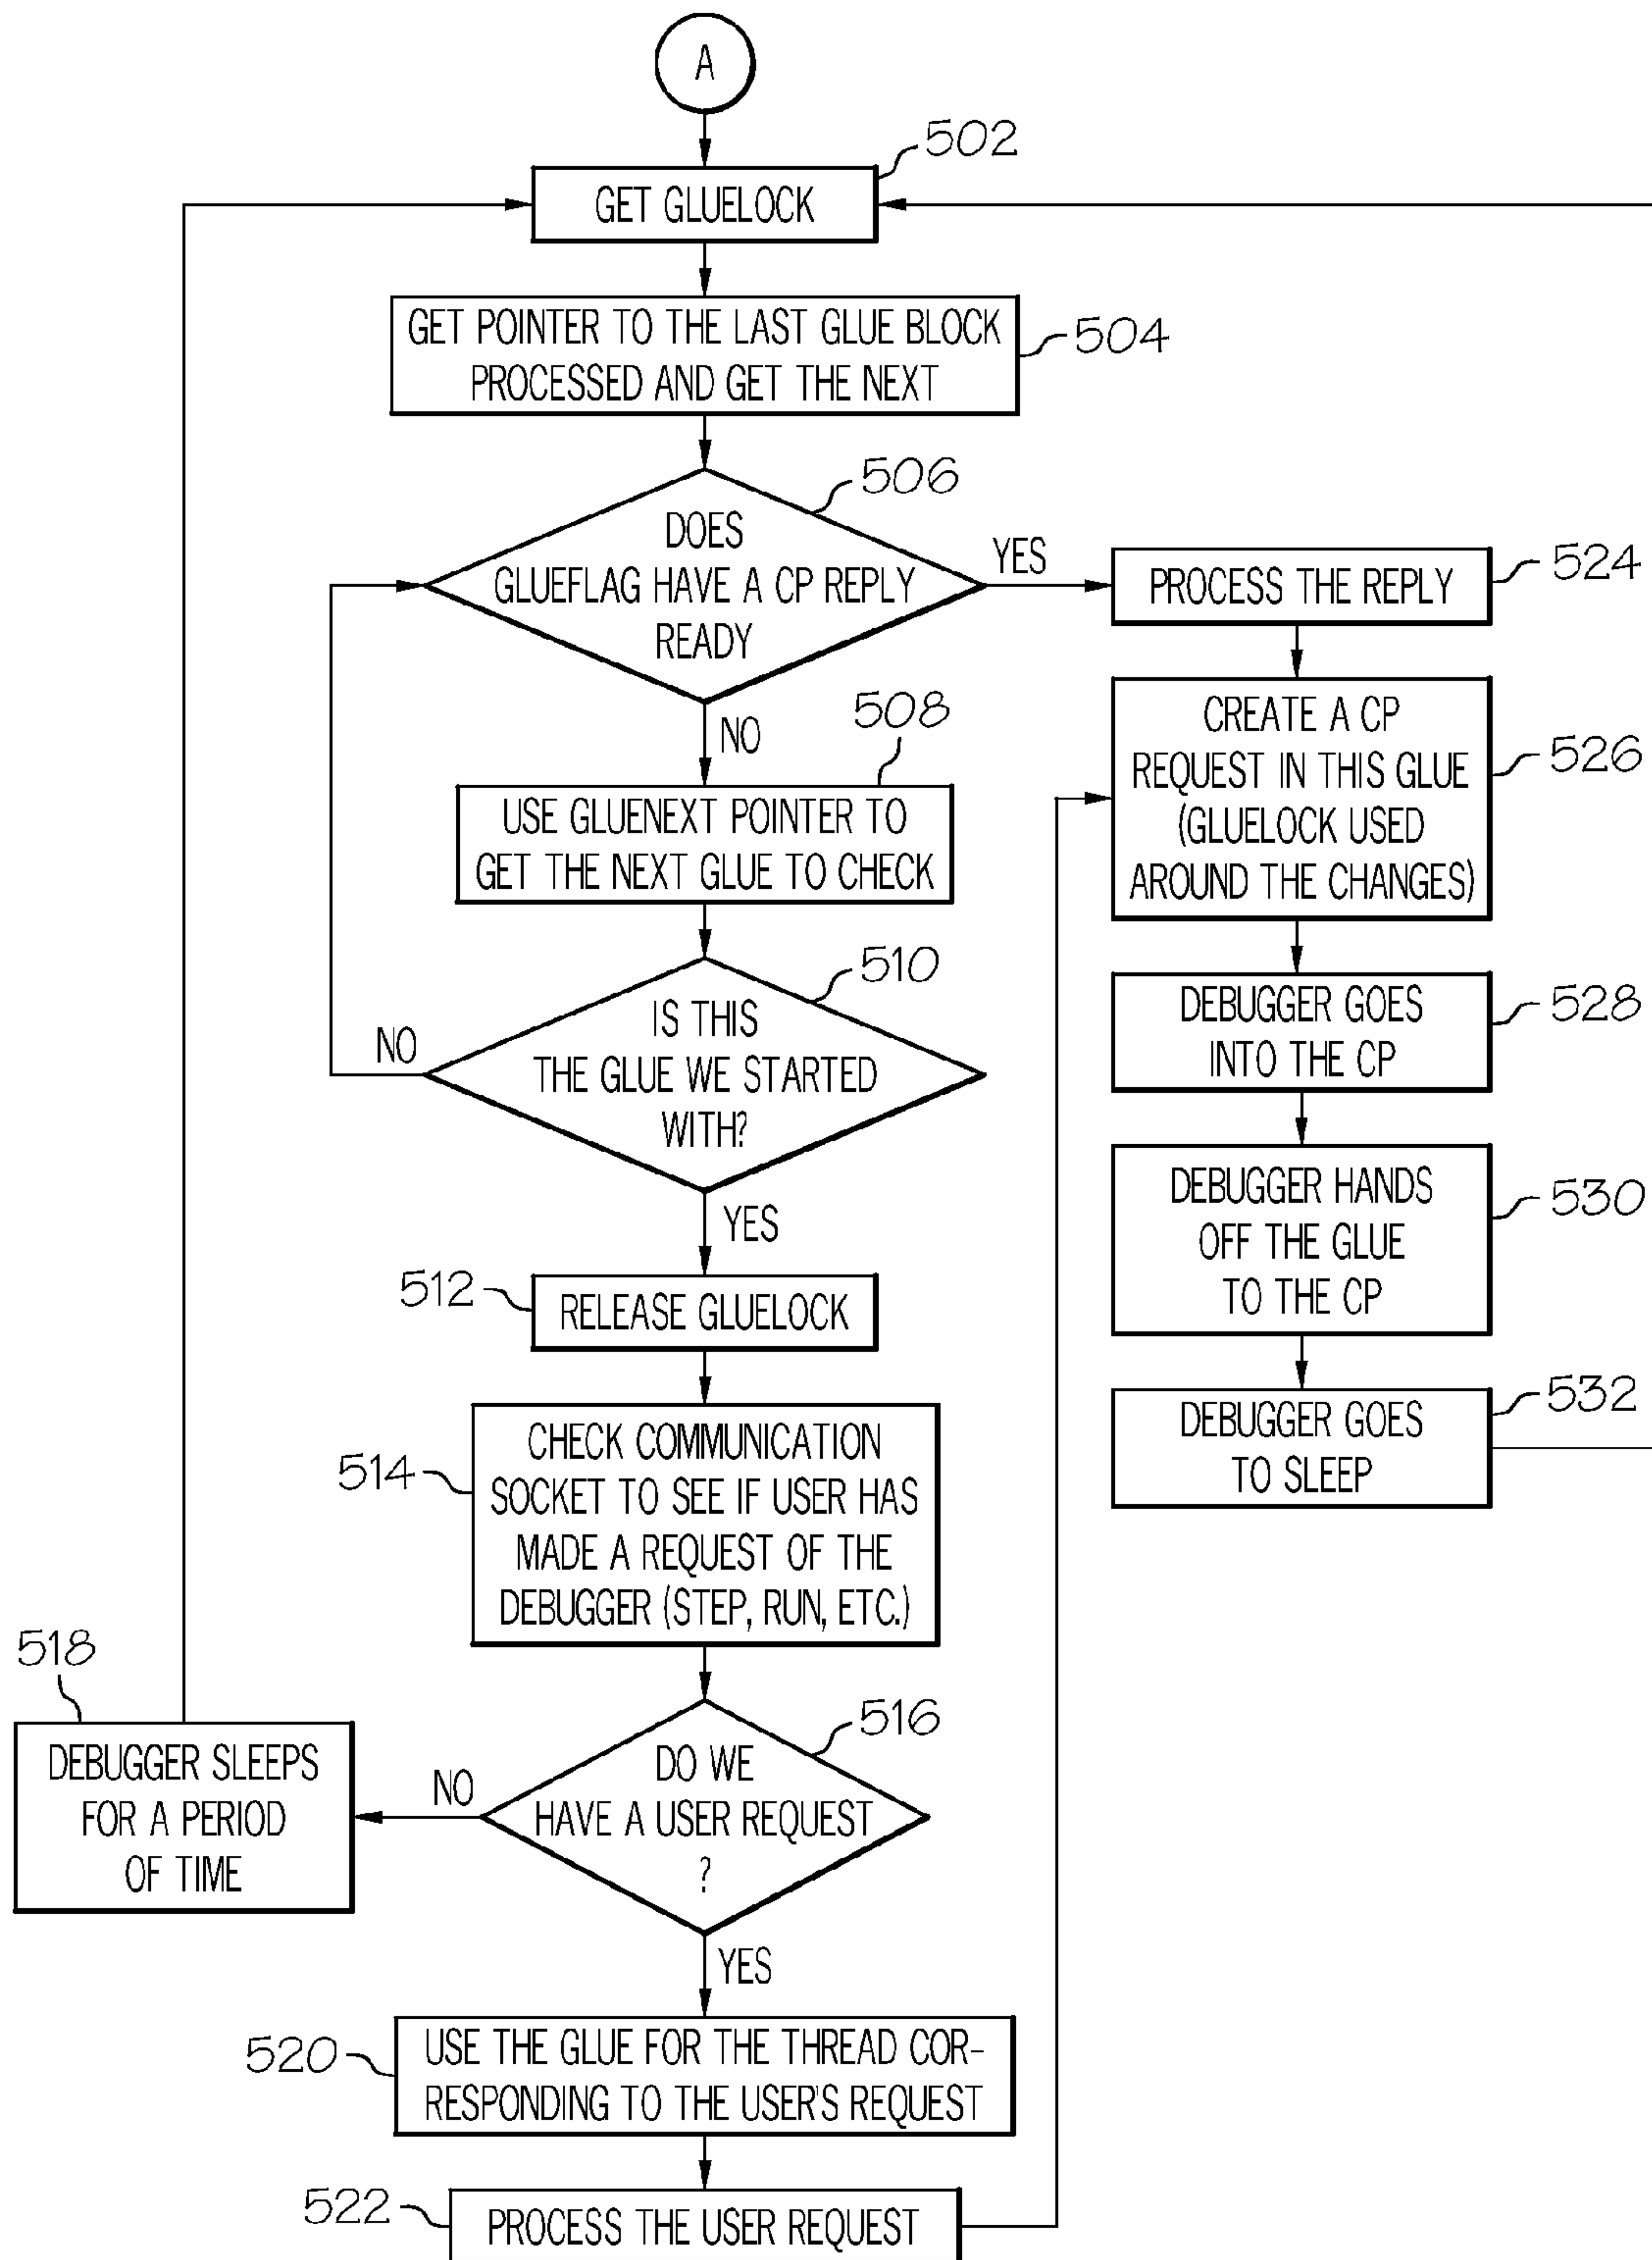 A
502
GET GLUELOCK
GET POINTER TO THE LAST GLUE BLOCK
PROCESSED AND GET THE NEXT
504
506
DOES
GLUEFLAG HAVE A CP REPLY
READY
YES
PROCESS THE REPLY
524
NO
508
USE GLUENEXT POINTER TO
GET THE NEXT GLUE TO CHECK
CREATE A CP
REQUEST IN THIS GLUE
(GLUELOCK USED
AROUND THE CHANGES)
526
510
IS THIS
THE GLUE WE STARTED
WITH?
NO
YES
DEBUGGER GOES
INTO THE CP
528
DEBUGGER HANDS
OFF THE GLUE
TO THE CP
530
512
RELEASE GLUELOCK
DEBUGGER GOES
TO SLEEP
532
514
CHECK COMMUNICATION
SOCKET TO SEE IF USER HAS
MADE A REQUEST OF THE
DEBUGGER (STEP, RUN, ETC.)
518
DEBUGGER SLEEPS
FOR A PERIOD
OF TIME
516
DO WE
HAVE A USER REQUEST
?
NO
YES
520
USE THE GLUE FOR THE THREAD COR-
RESPONDING TO THE USER'S REQUEST
522
PROCESS THE USER REQUEST